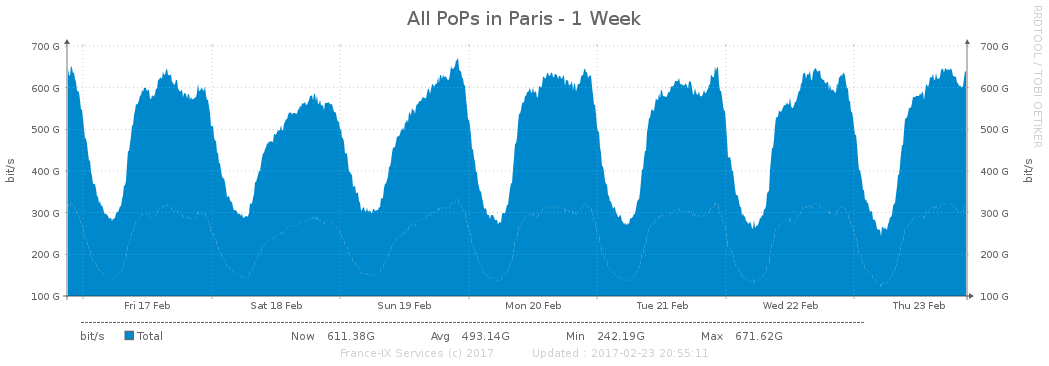 All PoPs in Paris - 1 Week
RRDTOOL / TOBI OETIKER
700 G 700 G
600 G 600 G
500 G 500 G
400 G 400 G
300 G 300 G
200 G 200 G
100 G 100 G
bit/s
bit/s
Fri 17 Feb Sat 18 Feb Sun 19 Feb Mon 20 Feb Tue 21 Feb Wed 22 Feb Thu 23 Feb
bit/s Total Now 611.38G Avg 493.14G Min 242.19G Max 671.62G
France-IX Services (c) 2017 Updated : 2017-02-23 20:55:11